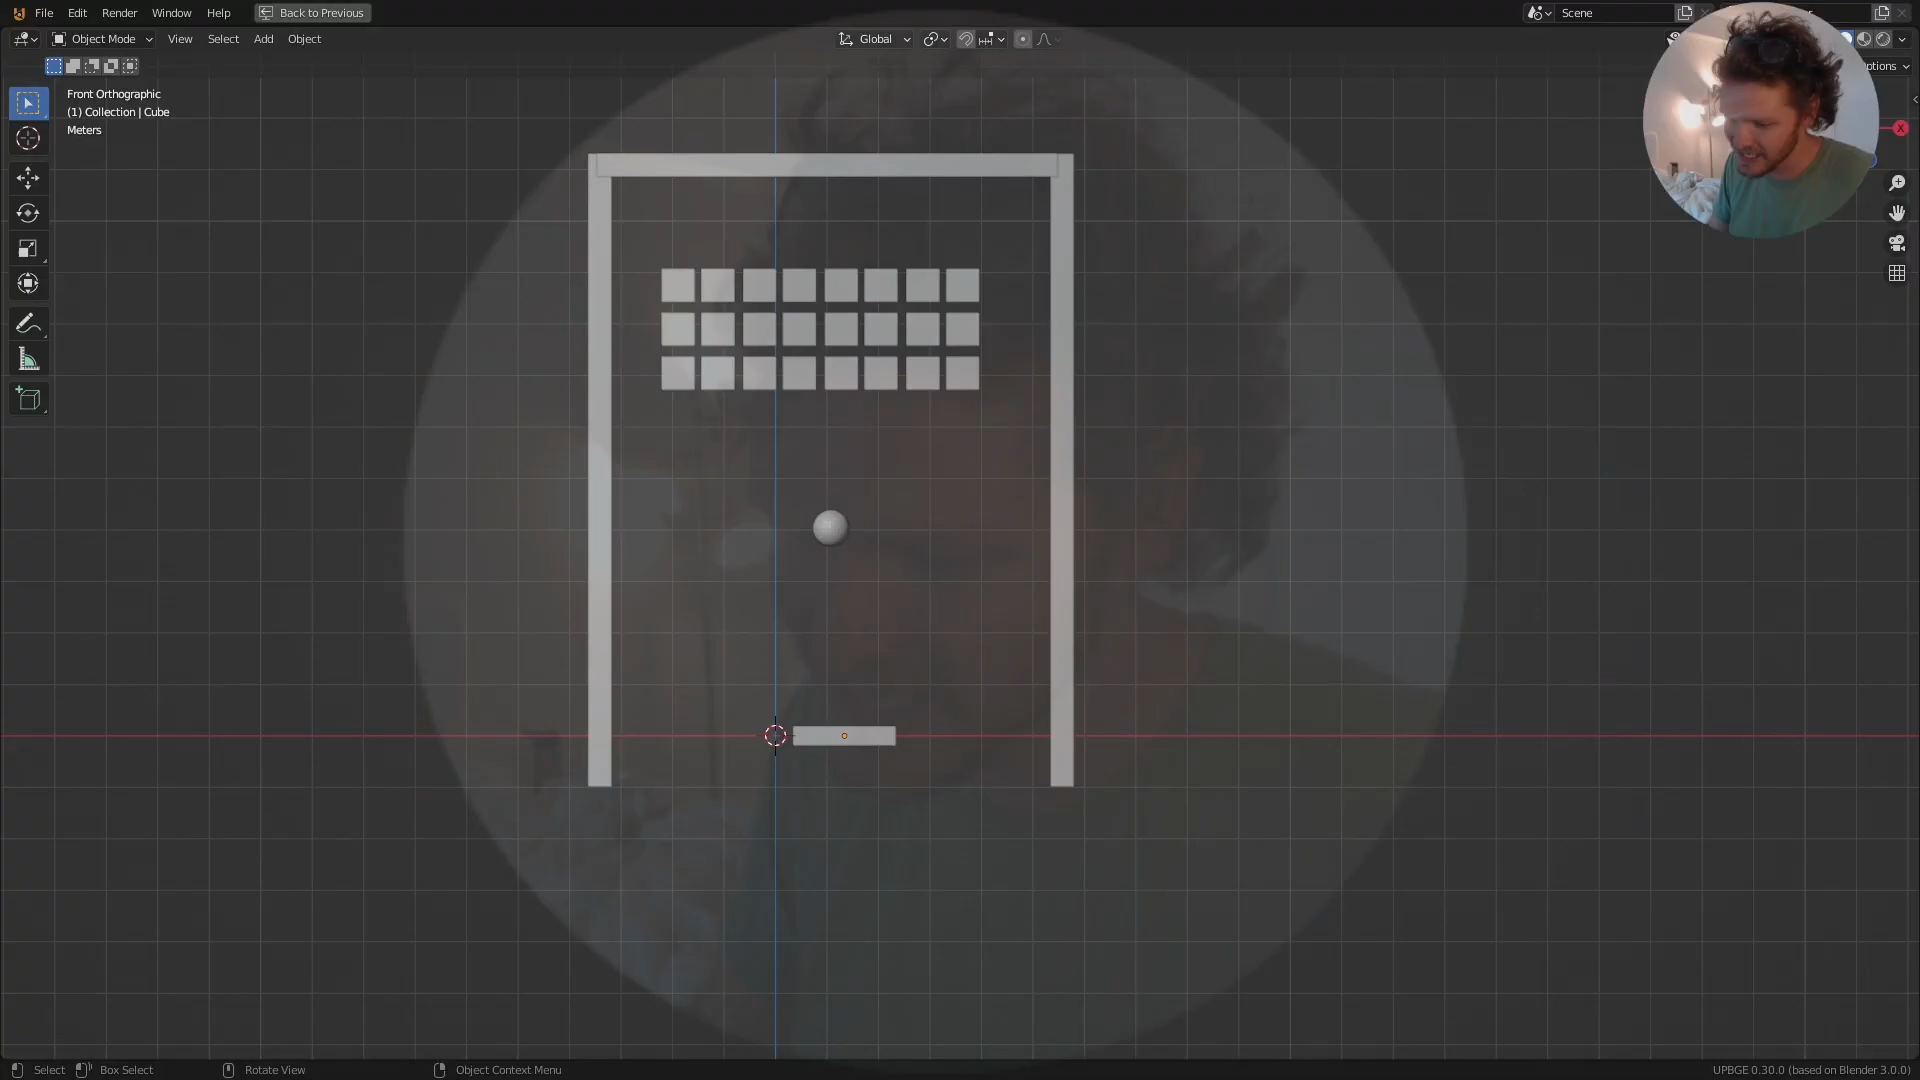 File Edit Render Window Help Back to Previous Scene
Object Mode View Select Add Object Global
ptions
Front Orthographic
(1) Collection | Cube
Meters
X
Select Box Select Rotate View Object Context Menu UPBGE 0.30.0 (based on Blender 3.0.0)